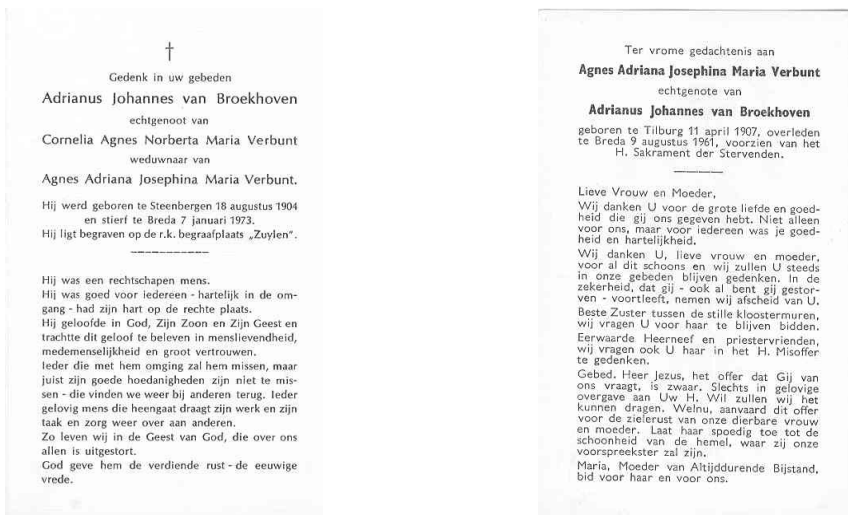 Gedenk in uw gebeden
Adrianus Johannes van Broekhoven
echtgenoot van
Cornelia Agnes Norberta Maria Verbunt
weduwnaar van
Agnes Adriana Josephina Maria Verbunt.
Hij werd geboren te Steenbergen 18 augustus 1904
en stierf te Breda 7 januari 1973.
Hij ligt begraven op de r.k. begraafplaats „Zuylen".
Hij was een rechtschapen mens.
Hij was goed voor iedereen - hartelijk in de om-
gang - had zijn hart op de rechte plaats.
Hij geloofde in God, Zijn Zoon en Zijn Geest en
trachtte dit geloof te beleven in menslievendheid,
medemenselijkheid en groot vertrouwen.
Ieder die met hem omging zal hem missen, maar
juist zijn goede hoedanigheden zijn niet te mis-
sen - die vinden we weer bij anderen terug. Ieder
gelovig mens die heengaat draagt zijn werk en zijn
taak en zorg weer over aan anderen.
Zo leven wij in de Geest van God, die over ons
allen is uitgestort.
God geve hem de verdiende rust - de eeuwige
vrede.
Ter vrome gedachtenis aan
Agnes Adriana Josephina Maria Verbunt
echtgenote van
Adrianus Johannes van Broekhoven
geboren te Tilburg 11 april 1907, overleden
te Breda 9 augustus 1961, voorzien van het
H. Sakrament der Stervenden.
Lieve Vrouw en Moeder,
Wij danken U voor de grote liefde en goed-
heid die gij ons gegeven hebt. Niet alleen
voor ons, maar voor iedereen was je goed-
heid en hartelijkheid.
Wij danken U, lieve vrouw en moeder,
voor al dit schoons en wij zullen U steeds
in onze gebeden blijven gedenken. In de
zekerheid, dat gij - ook al bent gij gestor-
ven - voortleeft, nemen wij afscheid van U.
Beste Zuster tussen de stille kloostermuren,
wij vragen U voor haar te blijven bidden.
Eerwaarde Heerneef en priestervrienden,
wij vragen ook U haar in het H. Misoffer
te gedenken.
Gebed. Heer Jezus, het offer dat Gij van
ons vraagt, is zwaar. Slechts in gelovige
overgave aan Uw H. Wil zullen wij het
kunnen dragen. Welnu, aanvaard dit offer
voor de zielerust van onze dierbare vrouw
en moeder. Laat haar spoedig toe tot de
schoonheid van de hemel, waar zij onze
voorspreekster zal zijn.
Maria, Moeder van Altijddurende Bijstand,
bid voor haar en voor ons.